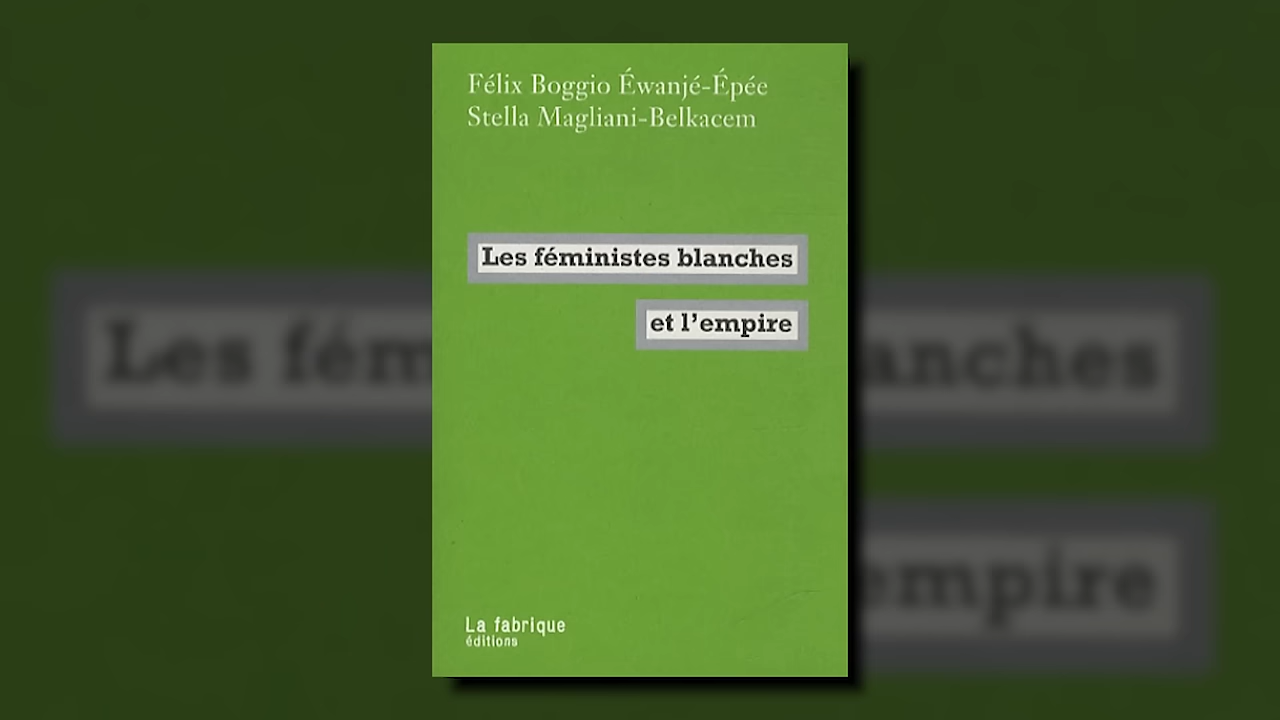 Félix Boggio Éwanjé-Épée
Stella Magliani-Belkacem
Les féministes blanches
et l’empire
La fabrique
éditions